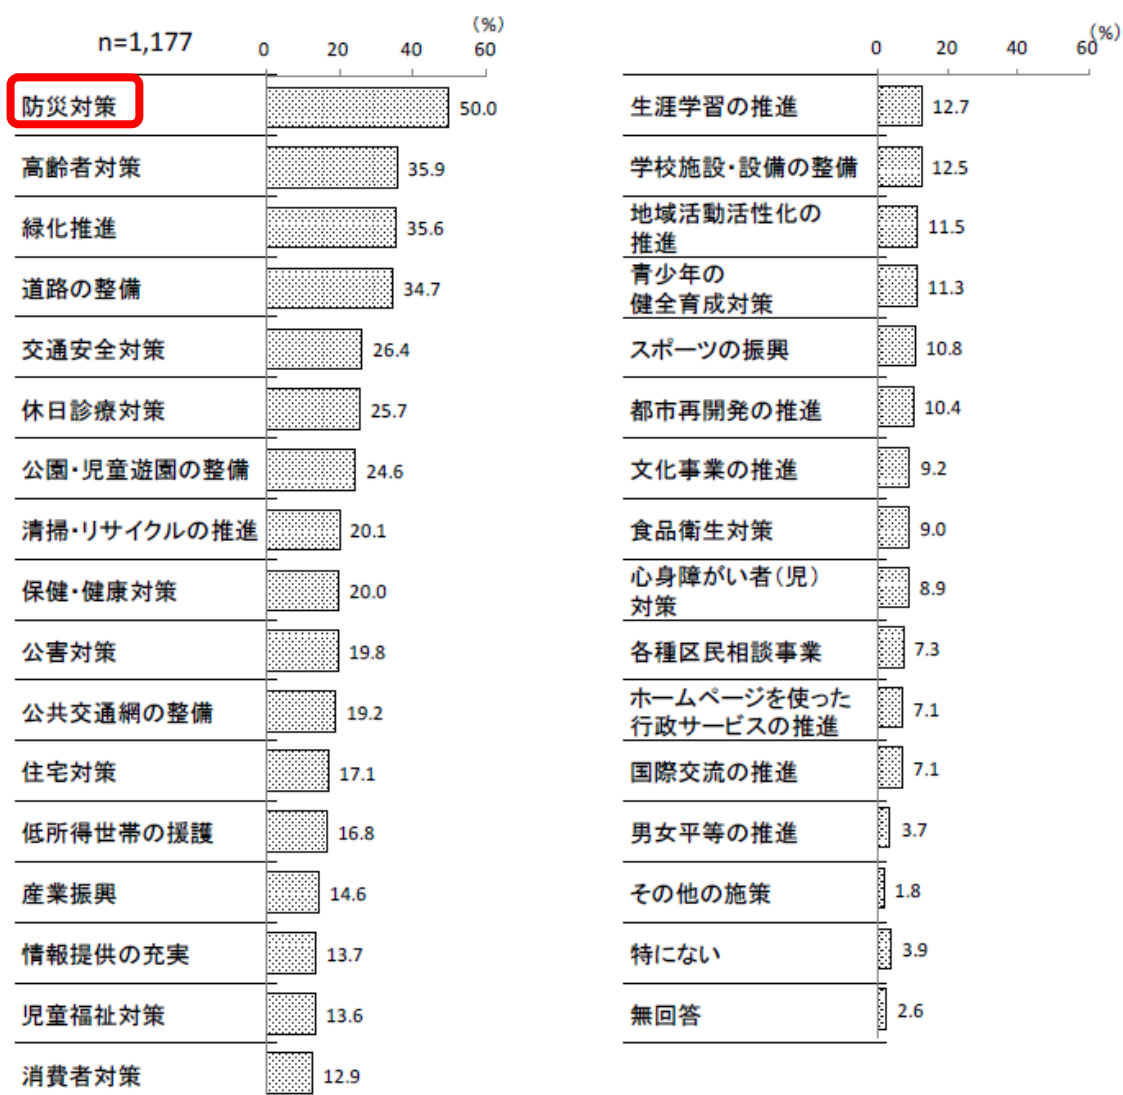 n=1,177
(%)
0 20 40 60
防災対策 50.0
高齢者対策 35.9
緑化推進 35.6
道路の整備 34.7
交通安全対策 26.4
休日診療対策 25.7
公園・児童遊園の整備 24.6
清掃・リサイクルの推進 20.1
保健・健康対策 20.0
公害対策 19.8
公共交通網の整備 19.2
住宅対策 17.1
低所得世帯の援護 16.8
産業振興 14.6
情報提供の充実 13.7
児童福祉対策 13.6
消費者対策 12.9
(%)
0 20 40 60
生涯学習の推進 12.7
学校施設・設備の整備 12.5
地域活動活性化の
推進 11.5
青少年の
健全育成対策 11.3
スポーツの振興 10.8
都市再開発の推進 10.4
文化事業の推進 9.2
食品衛生対策 9.0
心身障がい者(児)
対策 8.9
各種区民相談事業 7.3
ホームページを使った
行政サービスの推進 7.1
国際交流の推進 7.1
男女平等の推進 3.7
その他の施策 1.8
特にない 3.9
無回答 2.6